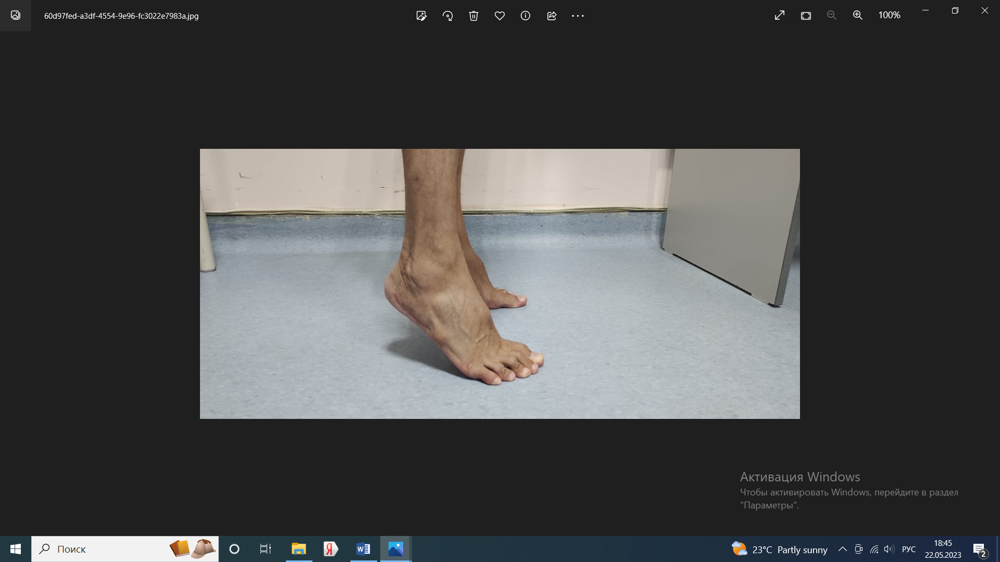 60d97fed-a3df-4554-9e96-fc3022e7983a.jpg
100%
Активация Windows
Чтобы активировать Windows, перейдите в раздел
"Параметры".
Поиск
Я
W
23°C Partly sunny
РУС
18:45
22.05.2023
2